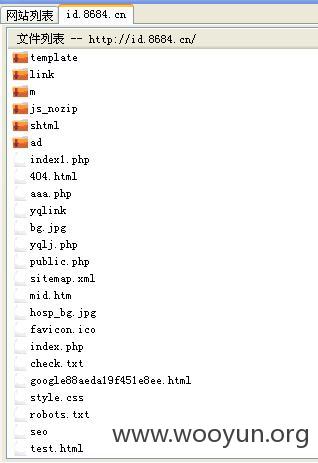 网站列表 id.8684.cn
文件列表 -- http://id.8684.cn/
template
link
m
js_nozip
shtml
ad
index1.php
404.html
aaa.php
yqlink
bg.jpg
yqlj.php
public.php
sitemap.xml
mid.htm
hosp_bg.jpg
favicon.ico
index.php
check.txt
google88aeda19f451e8ee.html
style.css
robots.txt
seo
test.html
www.wooyun.org